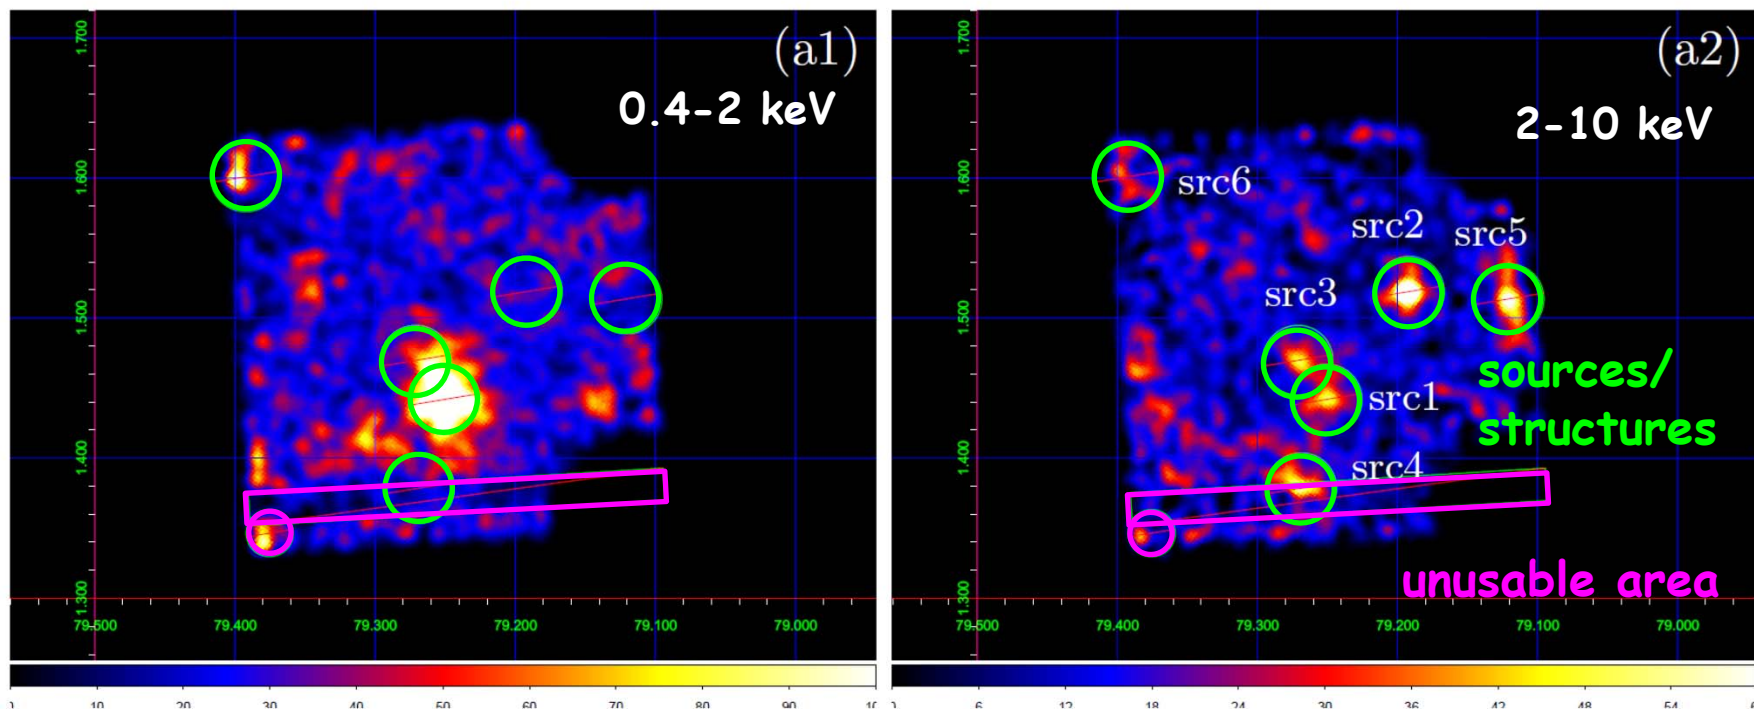 (a1)
0.4-2 keV
1.700
1.600
1.500
1.400
1.300
79.500 79.400 79.300 79.200 79.100 79.000
10 20 30 40 50 60 70 80 90
(a2)
2-10 keV
src6
src2
src5
src3
sources/
structures
src1
src4
unusable area
1.700
1.600
1.500
1.400
1.300
79.500 79.400 79.300 79.200 79.100 79.000
6 12 18 24 30 36 42 48 54